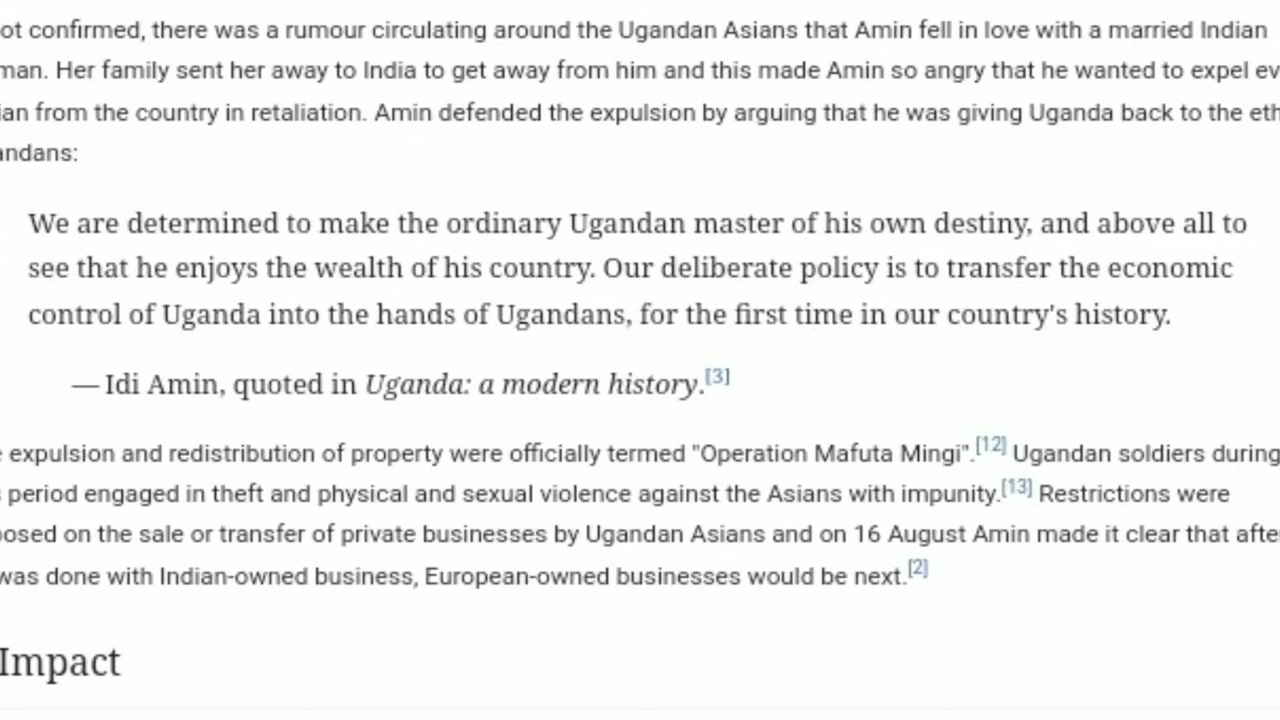 ot confirmed, there was a rumour circulating around the Ugandan Asians that Amin fell in love with a married Indian
man. Her family sent her away to India to get away from him and this made Amin so angry that he wanted to expel ev
ian from the country in retaliation. Amin defended the expulsion by arguing that he was giving Uganda back to the eth
andans:
We are determined to make the ordinary Ugandan master of his own destiny, and above all to
see that he enjoys the wealth of his country. Our deliberate policy is to transfer the economic
control of Uganda into the hands of Ugandans, for the first time in our country's history.
— Idi Amin, quoted in Uganda: a modern history.[3]
e expulsion and redistribution of property were officially termed "Operation Mafuta Mingi".[12] Ugandan soldiers during
s period engaged in theft and physical and sexual violence against the Asians with impunity.[13] Restrictions were
posed on the sale or transfer of private businesses by Ugandan Asians and on 16 August Amin made it clear that afte
was done with Indian-owned business, European-owned businesses would be next.[2]
Impact